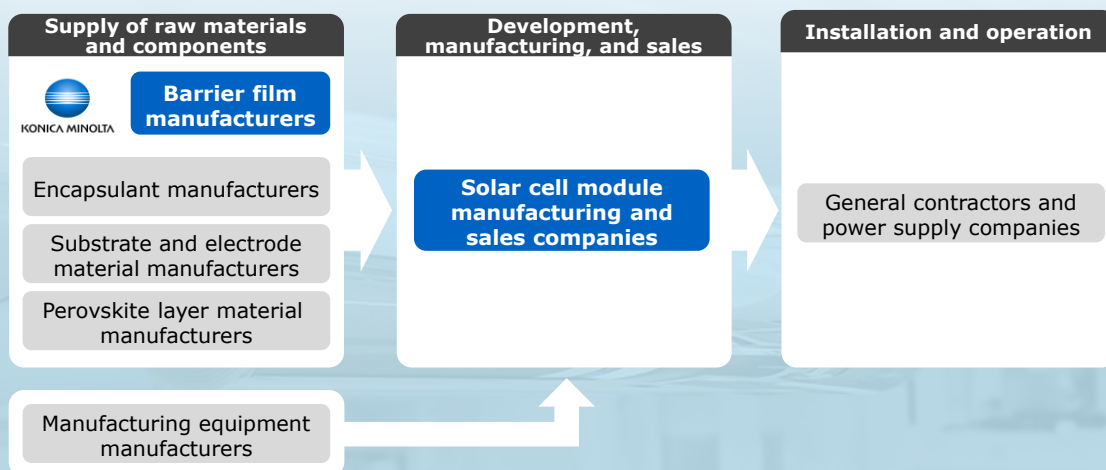 Supply of raw materials
and components
KONICA MINOLTA
Barrier film
manufacturers
Encapsulant manufacturers
Substrate and electrode
material manufacturers
Perovskite layer material
manufacturers
Manufacturing equipment
manufacturers
Development,
manufacturing, and sales
Solar cell module
manufacturing and
sales companies
Installation and operation
General contractors and
power supply companies